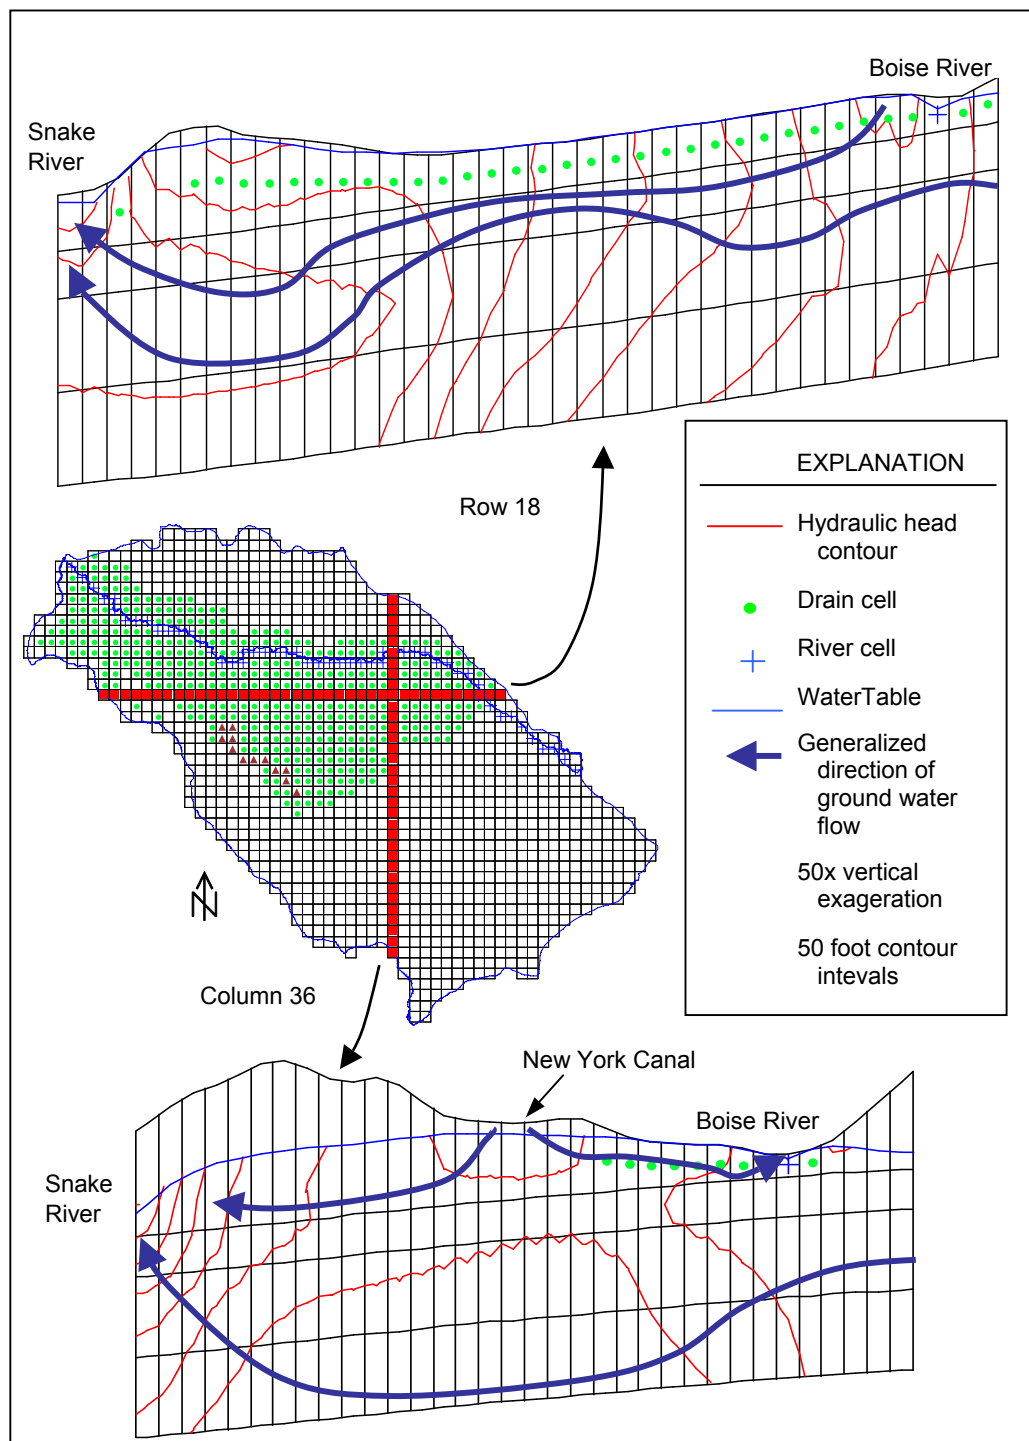 Boise River
Snake
River
Row 18
EXPLANATION
Hydraulic head
contour
Drain cell
River cell
WaterTable
Generalized
direction of
ground water
flow
50x vertical
exageration
50 foot contour
intevals
N
Column 36
New York Canal
Boise River
Snake
River